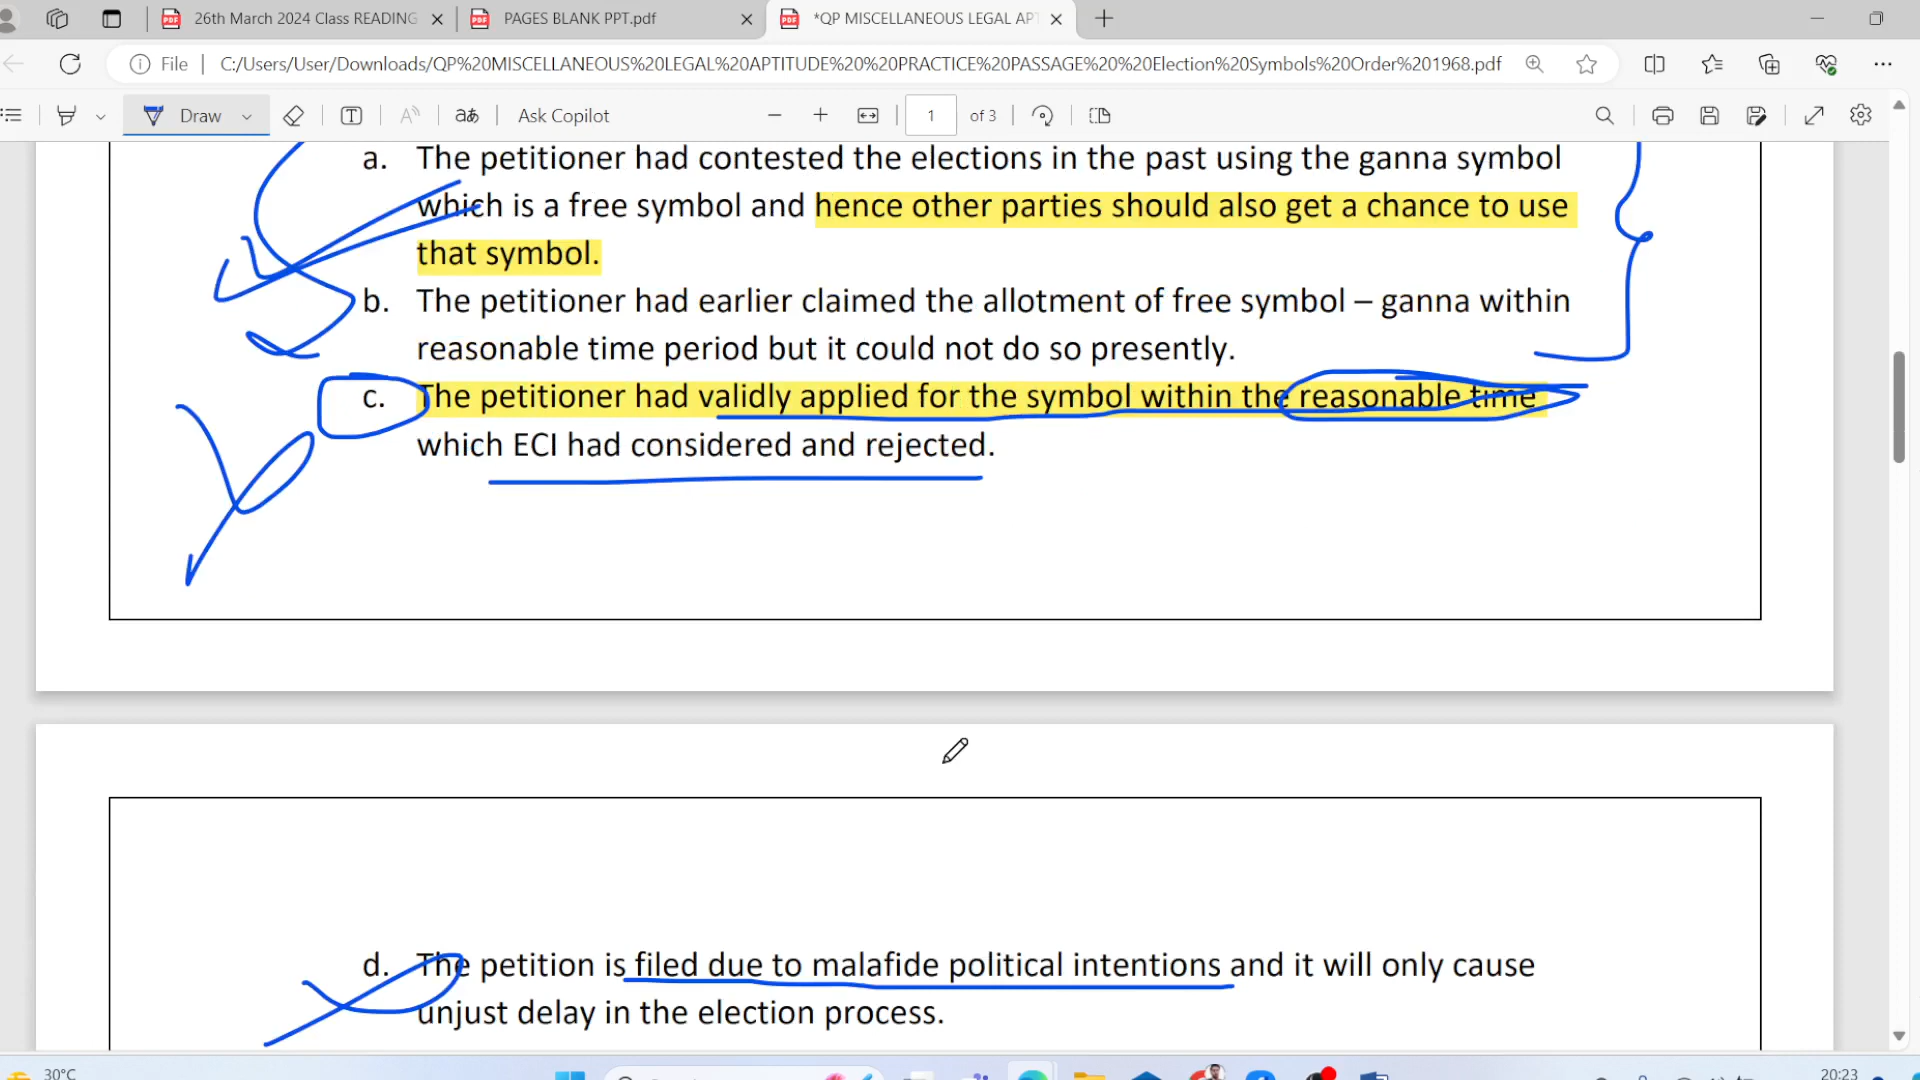 26th March 2024 Class READING
PAGES BLANK PPT.pdf
*QP MISCELLANEOUS LEGAL APT
File
C:/Users/User/Downloads/QP%20MISCELLANEOUS%20LEGAL%20APTITUDE%20%20PRACTICE%20PASSAGE%20%20Election%20Symbols%20Order%201968.pdf
Draw
Ask Copilot
1 of 3
a. The petitioner had contested the elections in the past using the ganna symbol
which is a free symbol and hence other parties should also get a chance to use
that symbol.
b. The petitioner had earlier claimed the allotment of free symbol – ganna within
reasonable time period but it could not do so presently.
c. The petitioner had validly applied for the symbol within the reasonable time
which ECI had considered and rejected.
d. The petition is filed due to malafide political intentions and it will only cause
unjust delay in the election process.
30°C
20:23